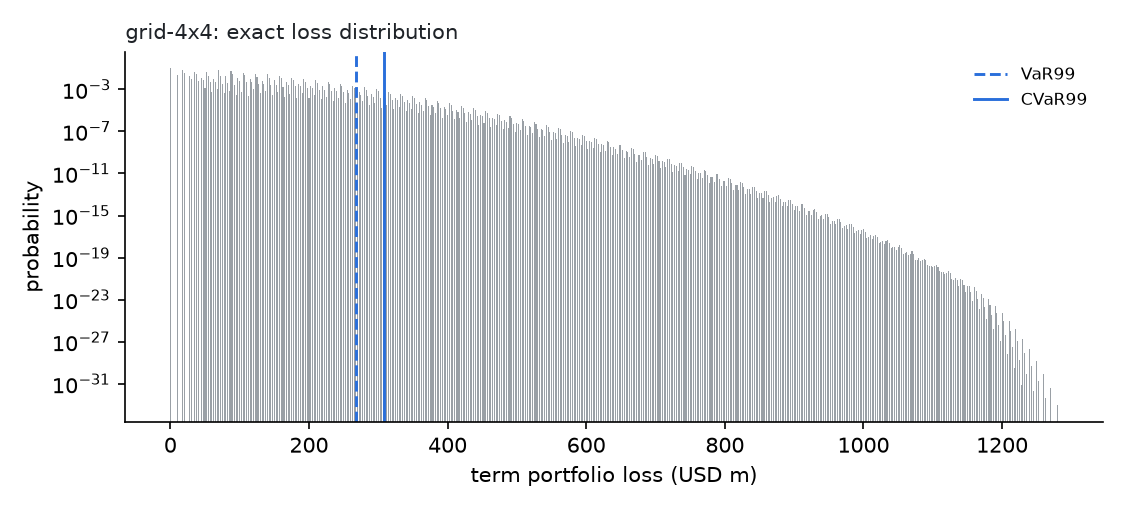 grid-4x4: exact loss distribution
VaR99
CVaR99
probability
10⁻³
10⁻⁷
10⁻¹¹
10⁻¹⁵
10⁻¹⁹
10⁻²³
10⁻²⁷
10⁻³¹
0 200 400 600 800 1000 1200
term portfolio loss (USD m)